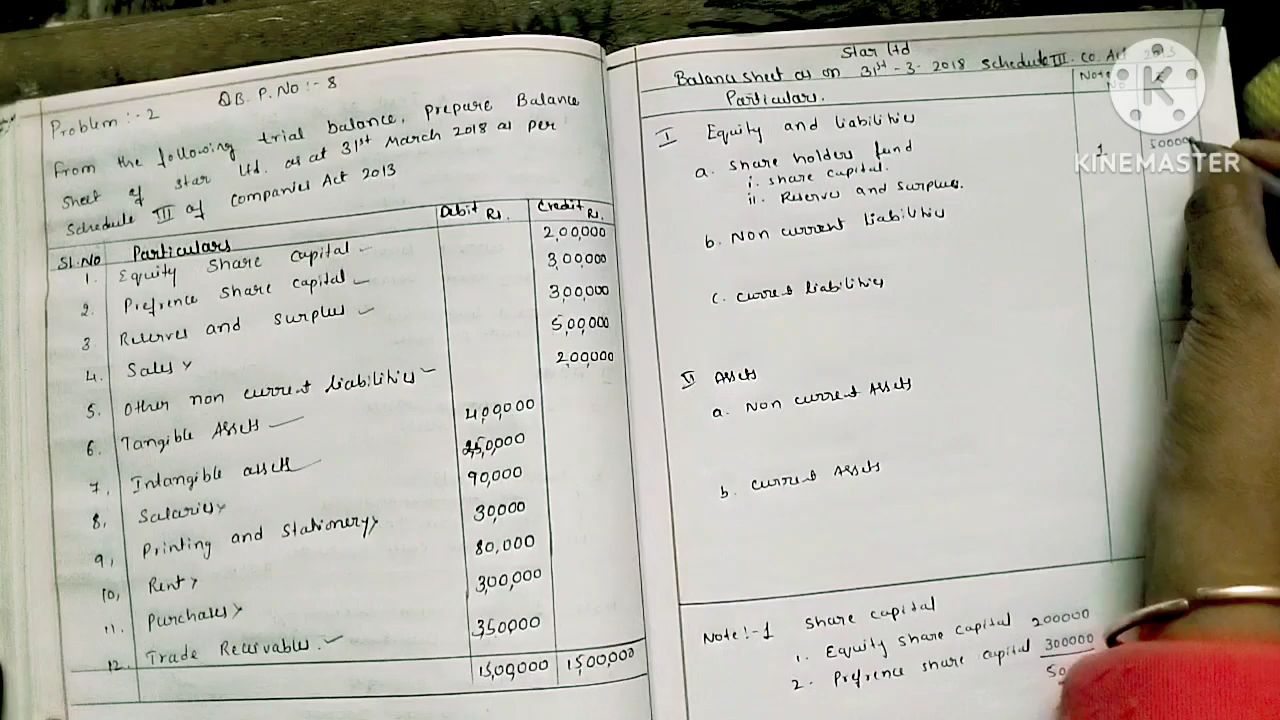 Problem :- 2 QB. P. No :- 8
From the following trial balance, prepare Balance
sheet of star Ltd. as at 31st March 2018 as per
schedule III of companies Act 2013
Sl.No Particulars Debit Rs. Credit Rs.
1. Equity Share capital 2,00,000
2. Prefrence share capital 3,00,000
3. Reserves and surplus 300,000
4. Sales 5,00,000
5. Other non current liabilities 2,00,000
6. Tangible Assets 400,000
7. Intangible assets 250,000
8. Salaries 90,000
9, Printing and Stationery 30,000
10, Rent 80,000
11. Purchases 3,00,000
12. Trade Receivables. 350000
15,00,000 1500,000
Star Ltd
Balance sheet as on 31st-3-2018 Schedule III. Co. Act 2013
Particulars. Note No
I Equity and liabilities
a. share holders fund
i. share capital. 1 500000
ii. Reserves and surplus.
b. Non current liabilities
c. current liabilities
II Assets
a. Non current Assets
b. current Assets
Note :- 1 Share capital
1. Equity share capital 200000
2. Prefrence share capital 300000
K
KINEMASTER